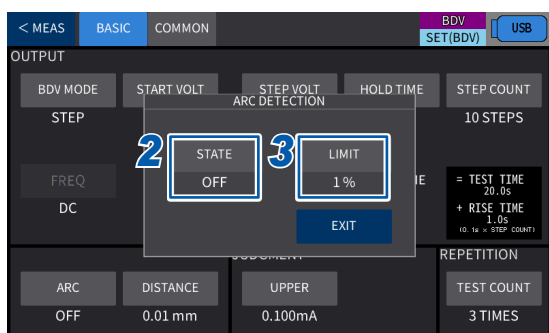 < MEAS BASIC COMMON BDV SET(BDV) USB
OUTPUT
BDV MODE START VOLT STEP VOLT HOLD TIME STEP COUNT
STEP 10 STEPS
ARC DETECTION
2 STATE 3 LIMIT
OFF 1 %
EXIT
FREQ
DC
= TEST TIME
20.0s
+ RISE TIME
1.0s
(0.1s × STEP COUNT)
JUDGMENT REPETITION
ARC DISTANCE UPPER TEST COUNT
OFF 0.01 mm 0.100mA 3 TIMES